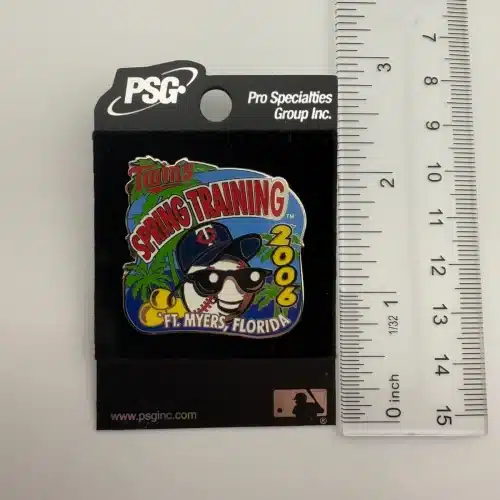 PSG
Pro Specialties
Group Inc.
Twins
SPRING TRAINING
TM
2006
FT. MYERS, FLORIDA
www.psginc.com
®
7
3
8
9
2
10
11
12
1
13
1/32
14
0 inch
15